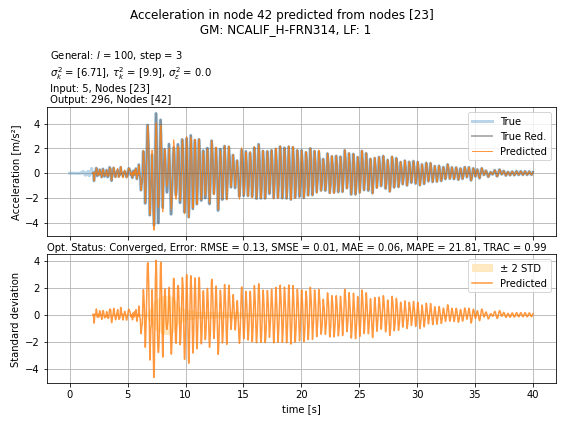 Acceleration in node 42 predicted from nodes [23]
GM: NCALIF_H-FRN314, LF: 1
General: l = 100, step = 3
σ²ₖ = [6.71], τ²ₖ = [9.9], σ²ε = 0.0
Input: 5, Nodes [23]
Output: 296, Nodes [42]
Acceleration [m/s²]
4
2
0
−2
−4
True
True Red.
Predicted
Opt. Status: Converged, Error: RMSE = 0.13, SMSE = 0.01, MAE = 0.06, MAPE = 21.81, TRAC = 0.99
Standard deviation
4
2
0
−2
−4
± 2 STD
Predicted
0 5 10 15 20 25 30 35 40
time [s]